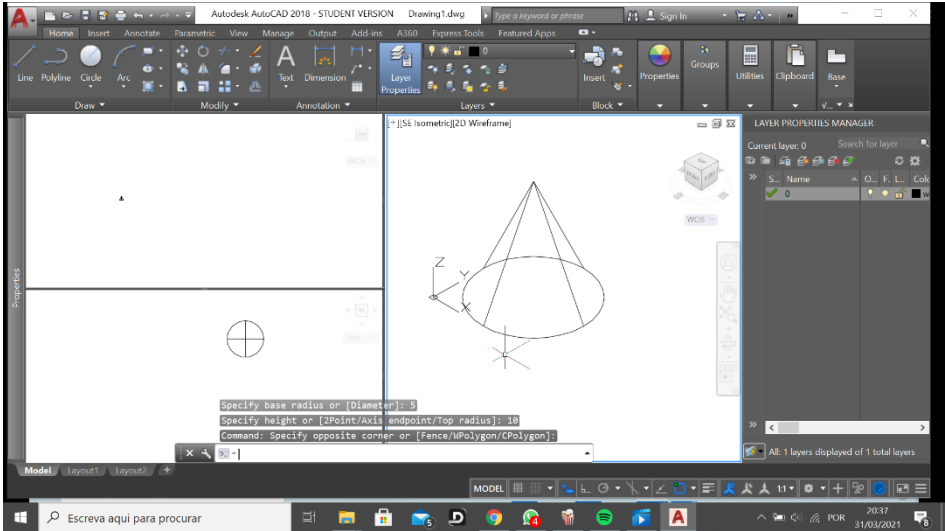 Autodesk AutoCAD 2018 - STUDENT VERSION Drawing1.dwg Type a keyword or phrase Sign In
Home Insert Annotate Parametric View Manage Output Add-ins A360 Express Tools Featured Apps
Line Polyline Circle Arc Text Dimension Layer Properties 0 Insert Properties Groups Utilities Clipboard Base
Draw Modify Annotation Layers Block V...
[+][SE Isometric][2D Wireframe]
LAYER PROPERTIES MANAGER
Current layer: 0 Search for layer
S... Name O... F. L... Colo
0 w
WCS
WCS
Z
Y
X
Properties
Specify base radius or [Diameter]: 5
Specify height or [2Point/Axis endpoint/Top radius]: 10
Command: Specify opposite corner or [Fence/WPolygon/CPolygon]:
All: 1 layers displayed of 1 total layers
Model Layout1 Layout2 +
MODEL 1:1
Escreva aqui para procurar
POR
20:37
31/03/2021